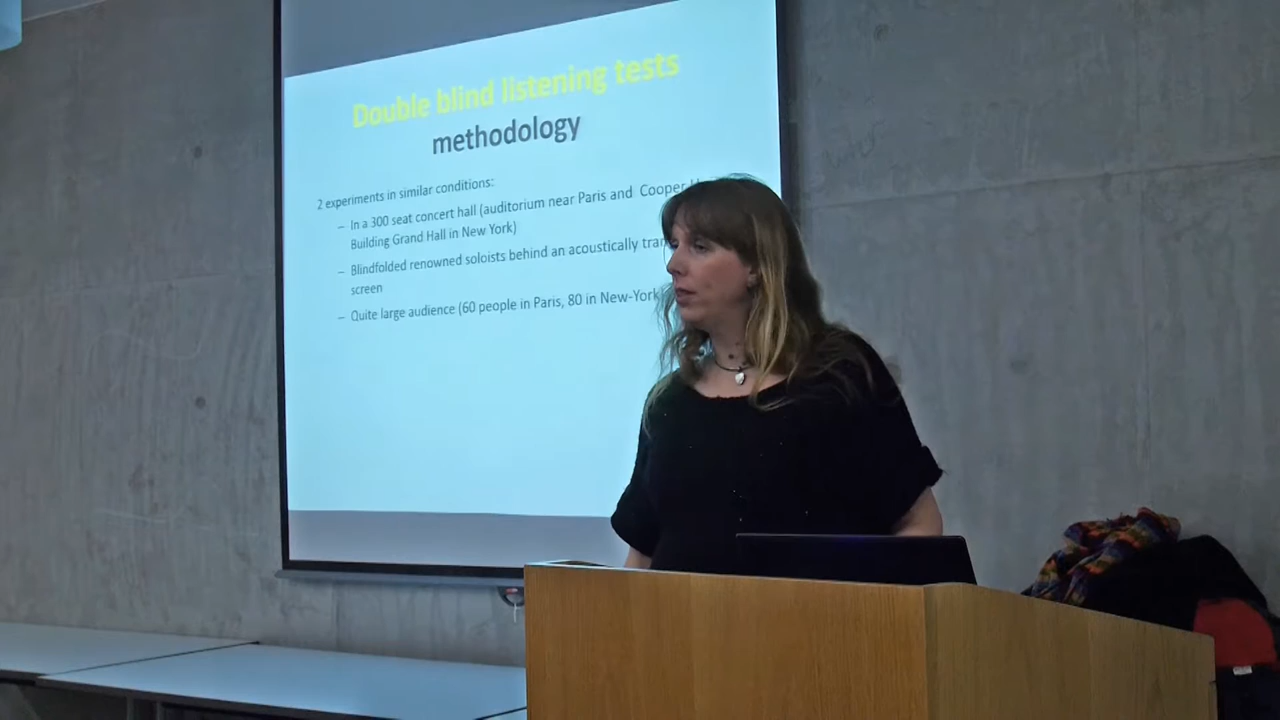 Double blind listening tests
methodology
2 experiments in similar conditions:
– In a 300 seat concert hall (auditorium near Paris and Cooper
Building Grand Hall in New York)
– Blindfolded renowned soloists behind an acoustically
screen
– Quite large audience (60 people in Paris, 80 in New-York